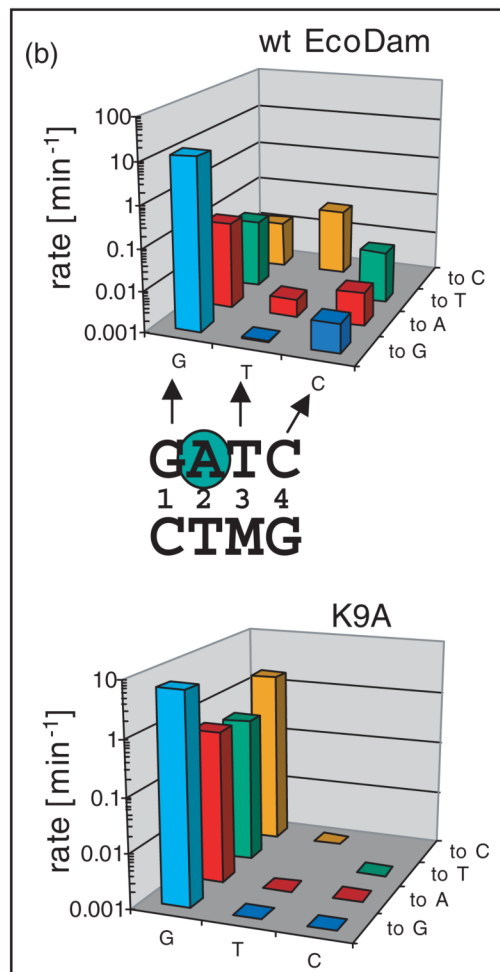 (b)
wt EcoDam
rate [min⁻¹]
100
10
1
0.1
0.01
0.001
G
T
C
to C
to T
to A
to G
GATC
1 2 3 4
CTMG
K9A
rate [min⁻¹]
10
1
0.1
0.01
0.001
G
T
C
to C
to T
to A
to G